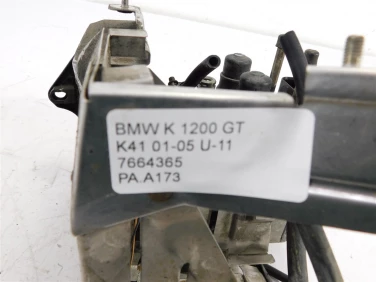 BMW K 1200 GT
K41 01-05 U-11
7664365
PA.A173